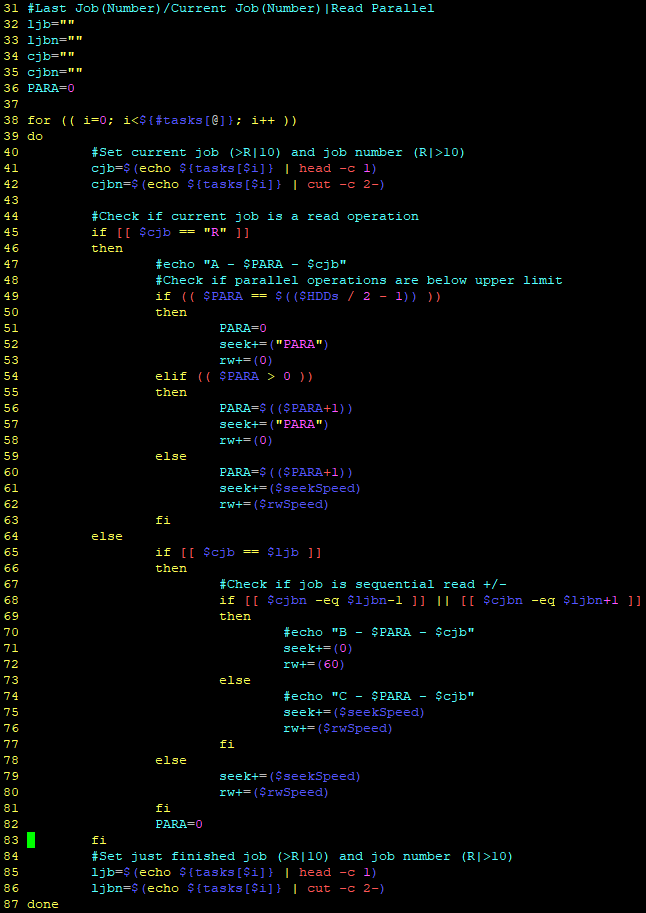 31 #Last Job(Number)/Current Job(Number)|Read Parallel
32 ljb=""
33 ljbn=""
34 cjb=""
35 cjbn=""
36 PARA=0
37
38 for (( i=0; i<${#tasks[@]}; i++ ))
39 do
40         #Set current job (>R|10) and job number (R|>10)
41         cjb=$(echo ${tasks[$i]} | head -c 1)
42         cjbn=$(echo ${tasks[$i]} | cut -c 2-)
43
44         #Check if current job is a read operation
45         if [[ $cjb == "R" ]]
46         then
47                 #echo "A - $PARA - $cjb"
48                 #Check if parallel operations are below upper limit
49                 if (( $PARA == $(($HDDs / 2 - 1)) ))
50                 then
51                         PARA=0
52                         seek+=("PARA")
53                         rw+=(0)
54                 elif (( $PARA > 0 ))
55                 then
56                         PARA=$(($PARA+1))
57                         seek+=("PARA")
58                         rw+=(0)
59                 else
60                         PARA=$(($PARA+1))
61                         seek+=($seekSpeed)
62                         rw+=($rwSpeed)
63                 fi
64         else
65                 if [[ $cjb == $ljb ]]
66                 then
67                         #Check if job is sequential read +/-
68                         if [[ $cjbn -eq $ljbn-1 ]] || [[ $cjbn -eq $ljbn+1 ]]
69                         then
70                                 #echo "B - $PARA - $cjb"
71                                 seek+=(0)
72                                 rw+=(60)
73                         else
74                                 #echo "C - $PARA - $cjb"
75                                 seek+=($seekSpeed)
76                                 rw+=($rwSpeed)
77                         fi
78                 else
79                         seek+=($seekSpeed)
80                         rw+=($rwSpeed)
81                 fi
82                 PARA=0
83         fi
84         #Set just finished job (>R|10) and job number (R|>10)
85         ljb=$(echo ${tasks[$i]} | head -c 1)
86         ljbn=$(echo ${tasks[$i]} | cut -c 2-)
87 done